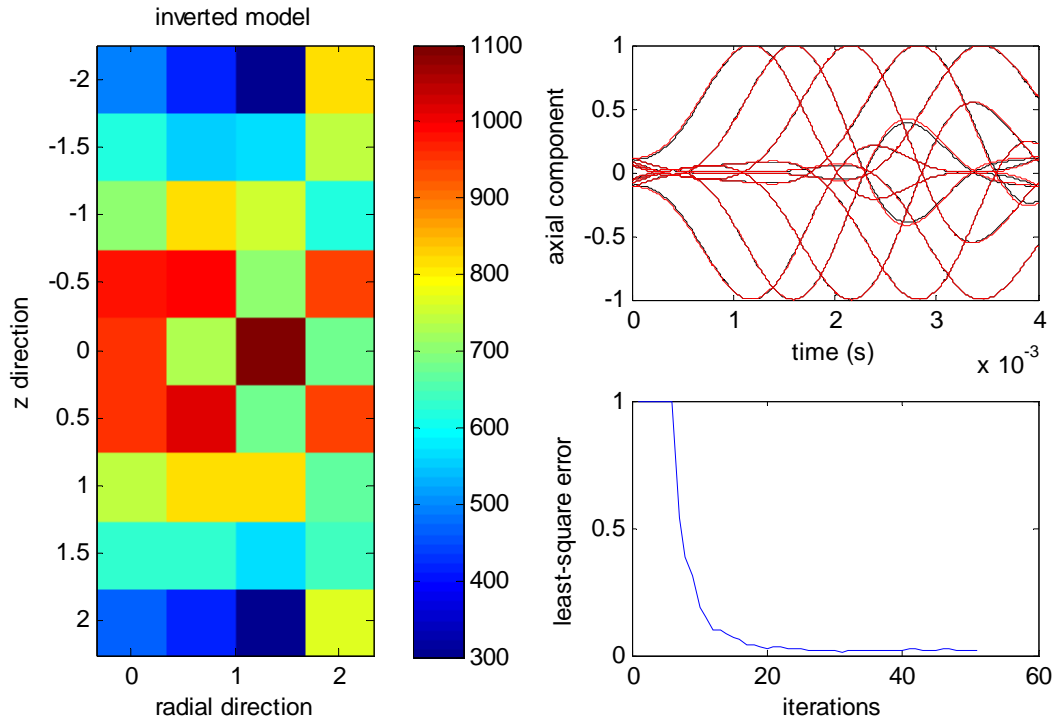 inverted model
z direction
-2
-1.5
-1
-0.5
0
0.5
1
1.5
2
0 1 2
radial direction
1100
1000
900
800
700
600
500
400
300
axial component
1
0.5
0
-0.5
-1
0 1 2 3 4
time (s)
x 10⁻³
least-square error
1
0.5
0
0 20 40 60
iterations